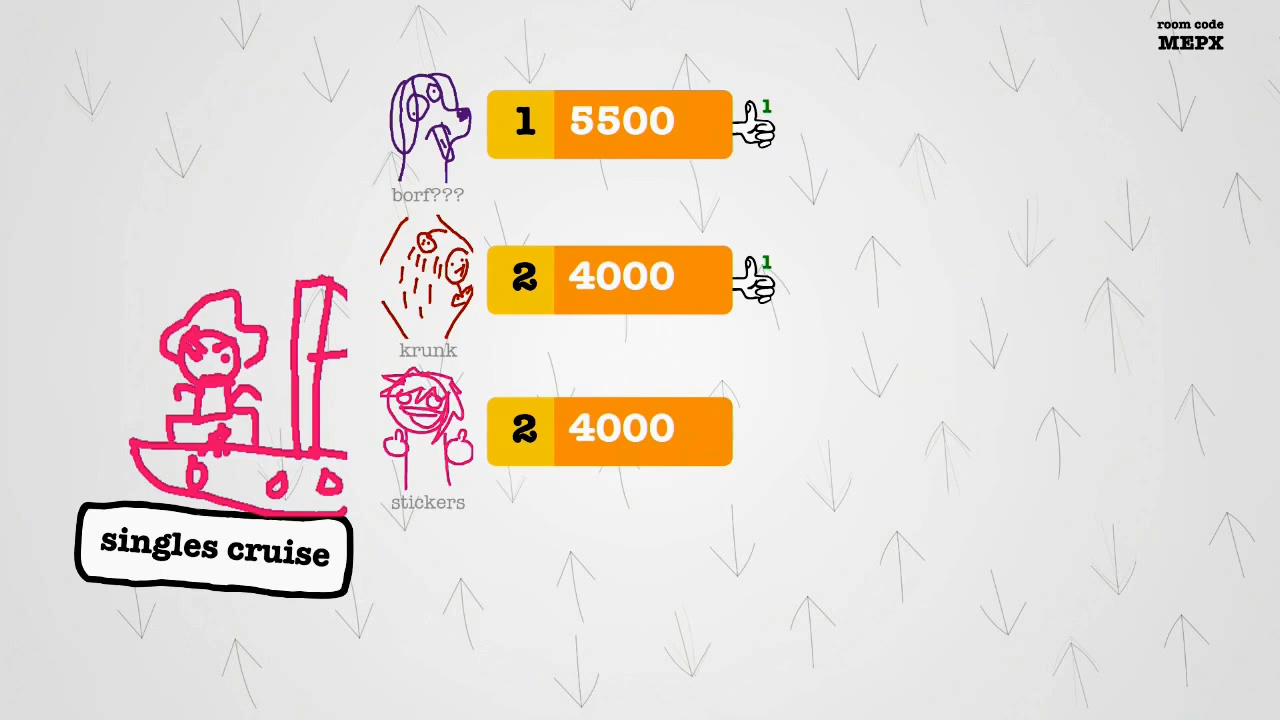 room code
MEPX
1 5500 1
borf???
2 4000 1
krunk
2 4000
stickers
singles cruise